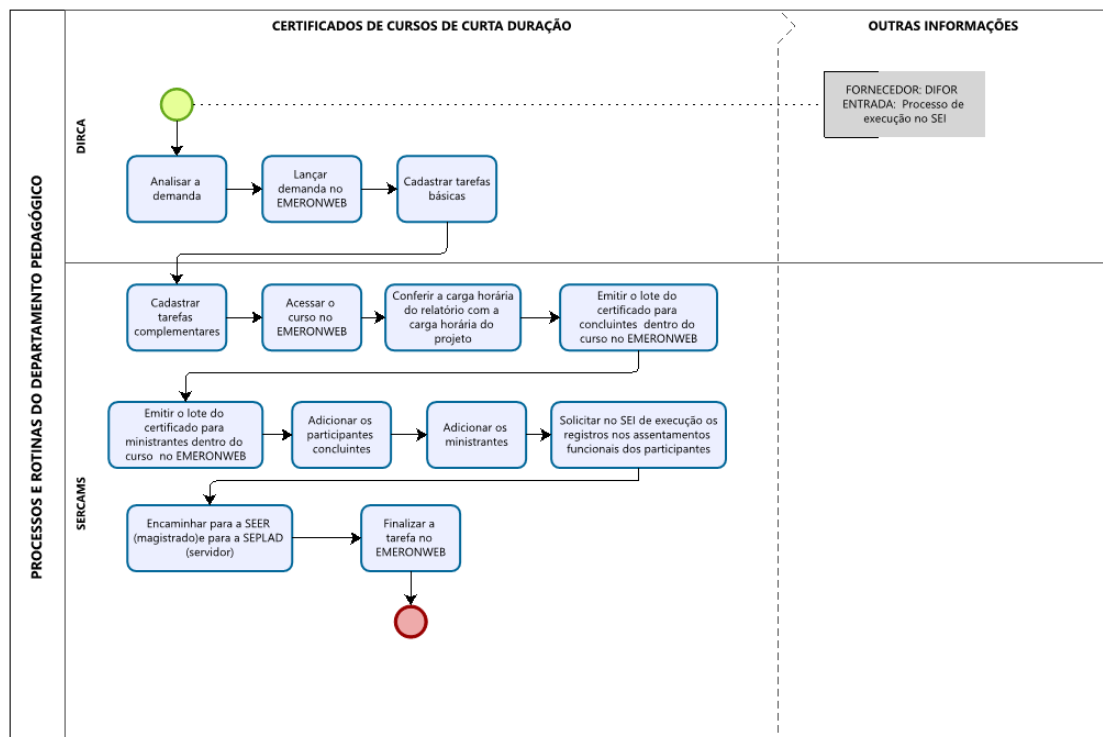 CERTIFICADOS DE CURSOS DE CURTA DURAÇÃO
OUTRAS INFORMAÇÕES
PROCESSOS E ROTINAS DO DEPARTAMENTO PEDAGÓGICO
DIRCA
FORNECEDOR: DIFOR
ENTRADA: Processo de
execução no SEI
Analisar a
demanda
Lançar
demanda no
EMERONWEB
Cadastrar tarefas
básicas
SERCAMS
Cadastrar
tarefas
complementares
Acessar o
curso no
EMERONWEB
Conferir a carga horária
do relatório com a
carga horária do
projeto
Emitir o lote do
certificado para
concluintes dentro do
curso no EMERONWEB
Emitir o lote do
certificado para
ministrantes dentro do
curso no EMERONWEB
Adicionar os
participantes
concluintes
Adicionar os
ministrantes
Solicitar no SEI de execução os
registros nos assentamentos
funcionais dos participantes
Encaminhar para a SEER
(magistrado)e para a SEPLAD
(servidor)
Finalizar a
tarefa no
EMERONWEB